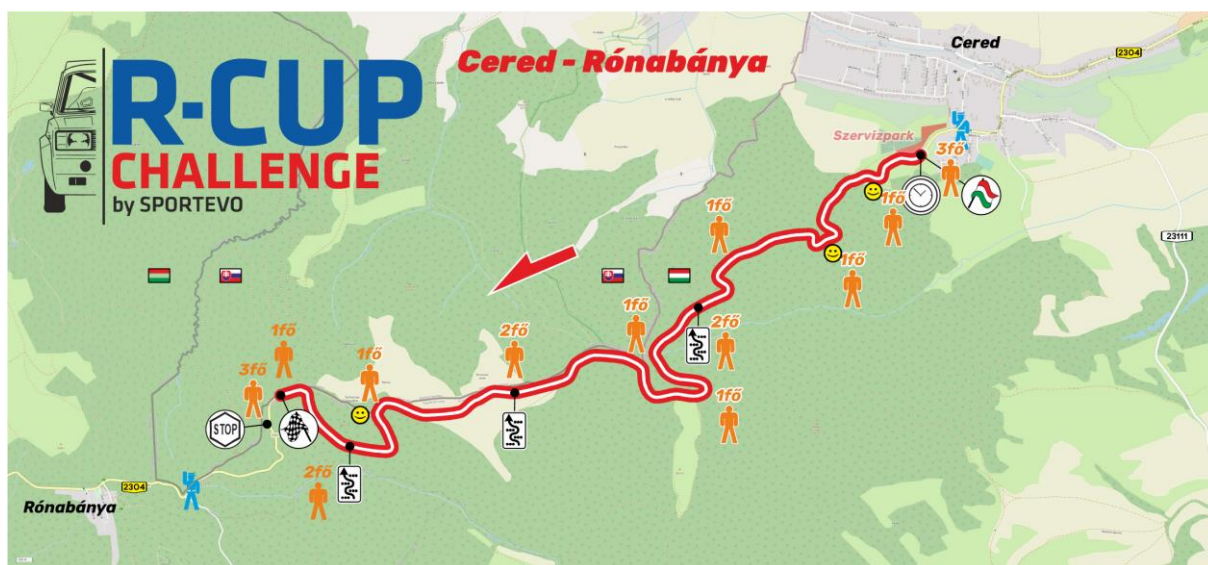 R-CUP
CHALLENGE
by SPORTEVO
Cered - Rónabánya
Cered
2304
Szervizpark
3fő
1fő
1fő
1fő
23111
1fő
2fő
1fő
2fő
1fő
1fő
1fő
3fő
STOP
2fő
2304
Rónabánya